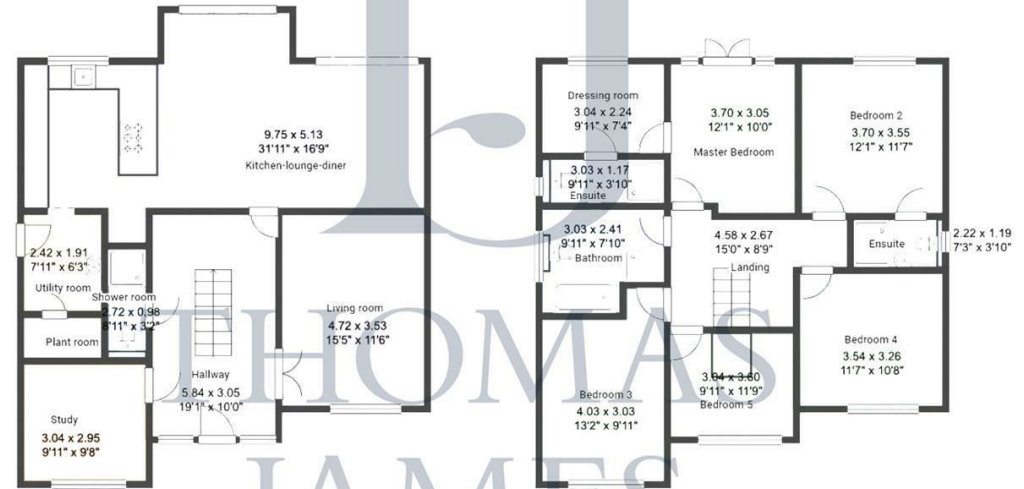 9.75 x 5.13
31'11" x 16'9"
Kitchen-lounge-diner
2.42 x 1.91
7'11" x 6'3"
Utility room
Shower room
2.72 x 0.98
8'11" x 3'2"
Plant room
Living room
4.72 x 3.53
15'5" x 11'6"
Hallway
5.84 x 3.05
19'1" x 10'0"
Study
3.04 x 2.95
9'11" x 9'8"
Dressing room
3.04 x 2.24
9'11" x 7'4"
3.70 x 3.05
12'1" x 10'0"
Master Bedroom
Bedroom 2
3.70 x 3.55
12'1" x 11'7"
3.03 x 1.17
9'11" x 3'10"
Ensuite
3.03 x 2.41
9'11" x 7'10"
Bathroom
4.58 x 2.67
15'0" x 8'9"
Landing
Ensuite
2.22 x 1.19
7'3" x 3'10"
Bedroom 4
3.54 x 3.26
11'7" x 10'8"
3.04 x 3.60
9'11" x 11'9"
Bedroom 5
Bedroom 3
4.03 x 3.03
13'2" x 9'11"
THOMAS
JAMES